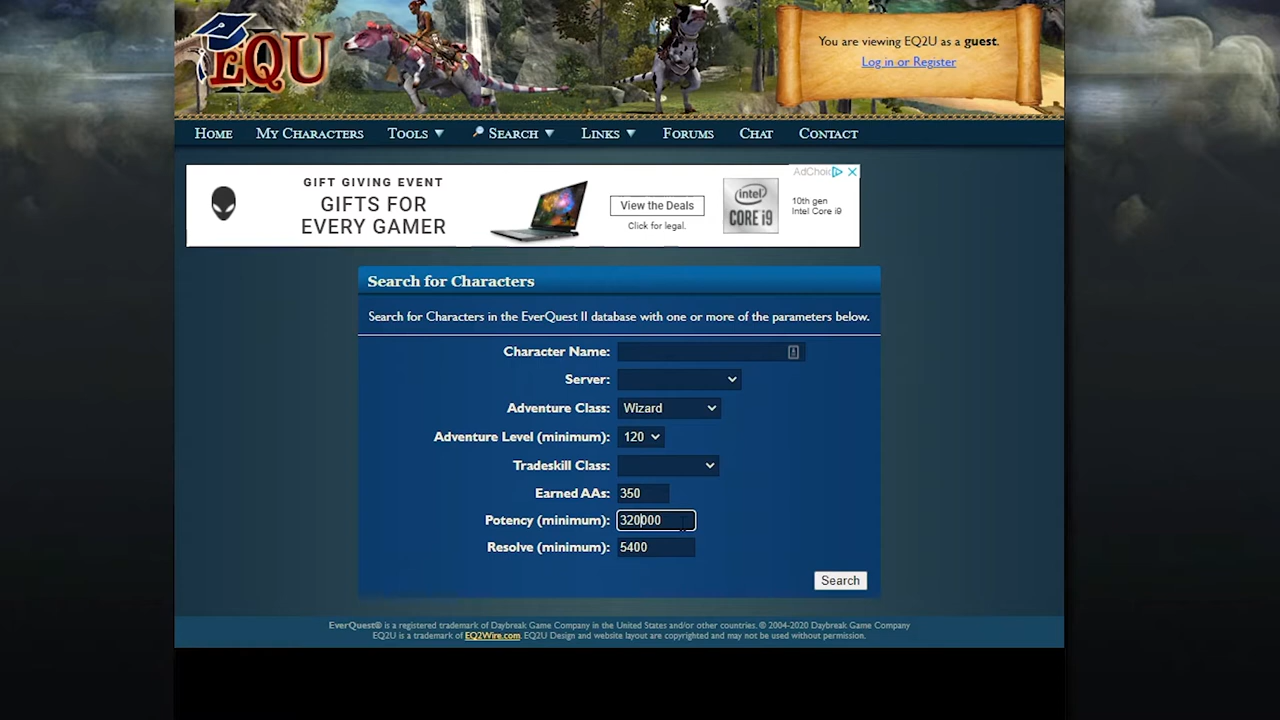 EQU
You are viewing EQ2U as a guest.
Log in or Register
HOME MY CHARACTERS TOOLS ▼ SEARCH ▼ LINKS ▼ FORUMS CHAT CONTACT
AdChoic
GIFT GIVING EVENT
GIFTS FOR
EVERY GAMER
View the Deals
Click for legal.
intel
CORE i9
10th gen
Intel Core i9
Search for Characters
Search for Characters in the EverQuest II database with one or more of the parameters below.
Character Name:
Server:
Adventure Class: Wizard
Adventure Level (minimum): 120
Tradeskill Class:
Earned AAs: 350
Potency (minimum): 320000
Resolve (minimum): 5400
Search
EverQuest® is a registered trademark of Daybreak Game Company in the United States and/or other countries. © 2004-2020 Daybreak Game Company
EQ2U is a trademark of EQ2Wire.com. EQ2U Design and website layout are copyrighted and may not be used without permission.